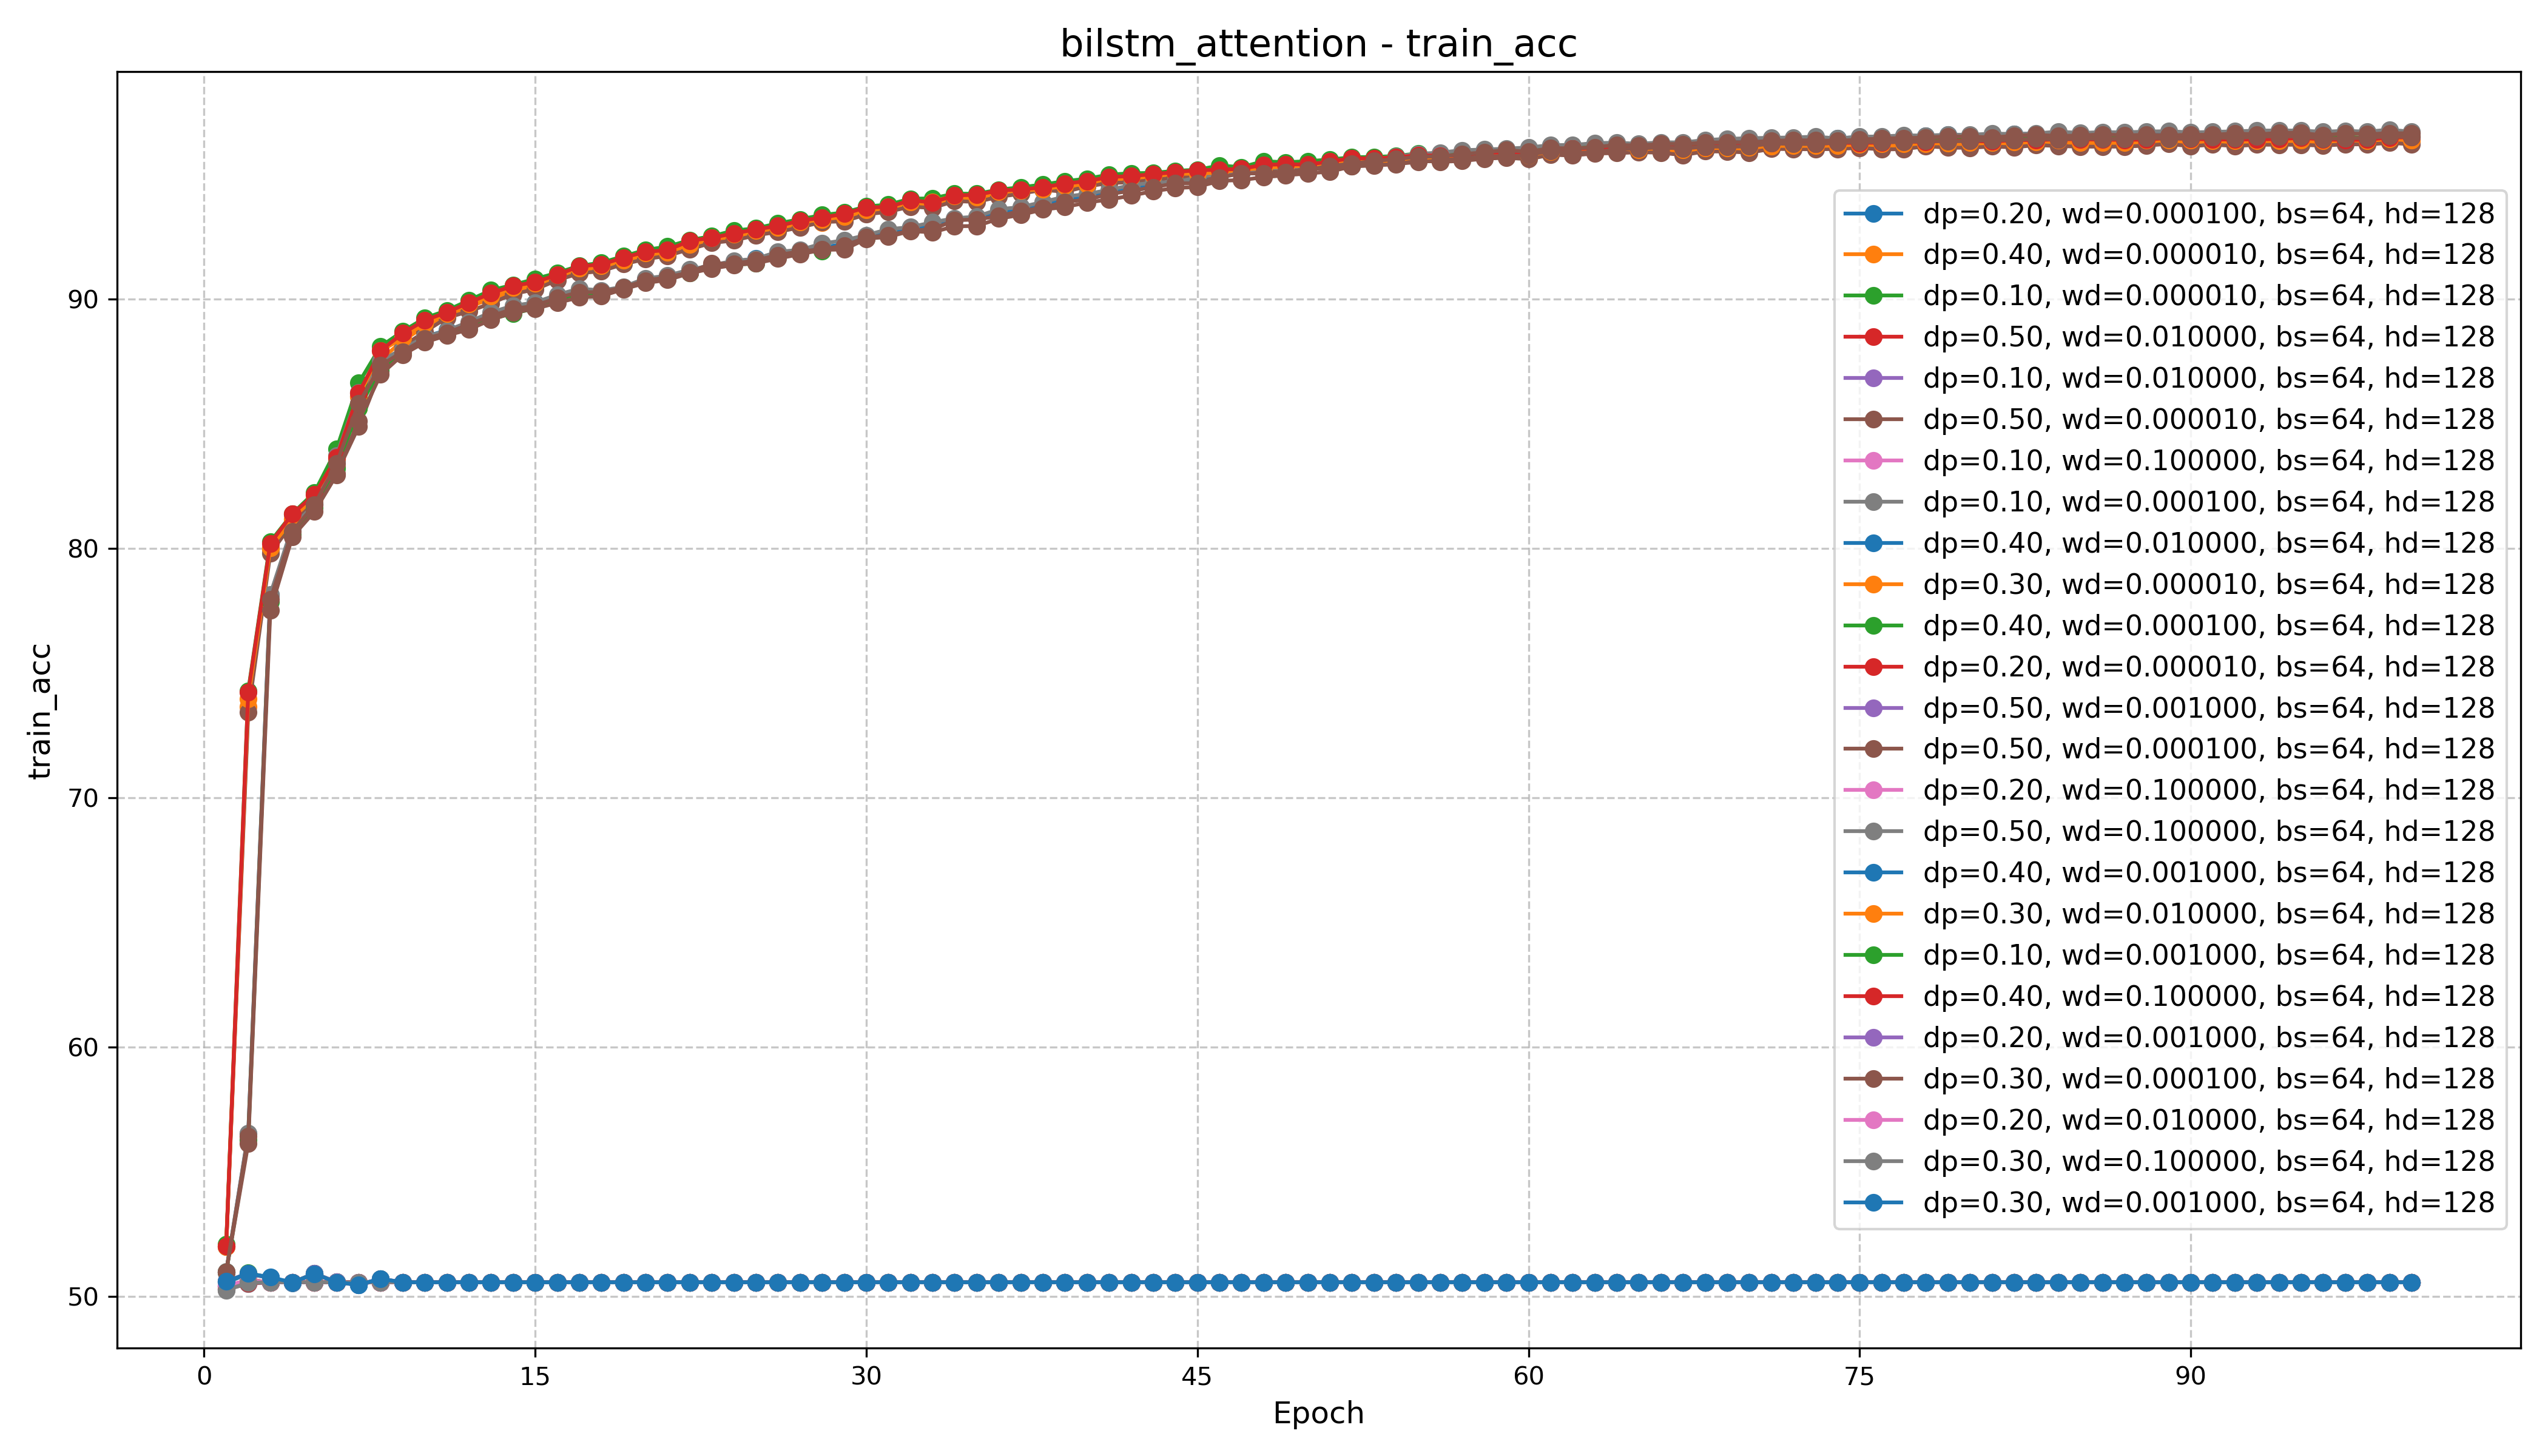 bilstm_attention - train_acc
train_acc
90
80
70
60
50
0 15 30 45 60 75 90
Epoch
dp=0.20, wd=0.000100, bs=64, hd=128
dp=0.40, wd=0.000010, bs=64, hd=128
dp=0.10, wd=0.000010, bs=64, hd=128
dp=0.50, wd=0.010000, bs=64, hd=128
dp=0.10, wd=0.010000, bs=64, hd=128
dp=0.50, wd=0.000010, bs=64, hd=128
dp=0.10, wd=0.100000, bs=64, hd=128
dp=0.10, wd=0.000100, bs=64, hd=128
dp=0.40, wd=0.010000, bs=64, hd=128
dp=0.30, wd=0.000010, bs=64, hd=128
dp=0.40, wd=0.000100, bs=64, hd=128
dp=0.20, wd=0.000010, bs=64, hd=128
dp=0.50, wd=0.001000, bs=64, hd=128
dp=0.50, wd=0.000100, bs=64, hd=128
dp=0.20, wd=0.100000, bs=64, hd=128
dp=0.50, wd=0.100000, bs=64, hd=128
dp=0.40, wd=0.001000, bs=64, hd=128
dp=0.30, wd=0.010000, bs=64, hd=128
dp=0.10, wd=0.001000, bs=64, hd=128
dp=0.40, wd=0.100000, bs=64, hd=128
dp=0.20, wd=0.001000, bs=64, hd=128
dp=0.30, wd=0.000100, bs=64, hd=128
dp=0.20, wd=0.010000, bs=64, hd=128
dp=0.30, wd=0.100000, bs=64, hd=128
dp=0.30, wd=0.001000, bs=64, hd=128